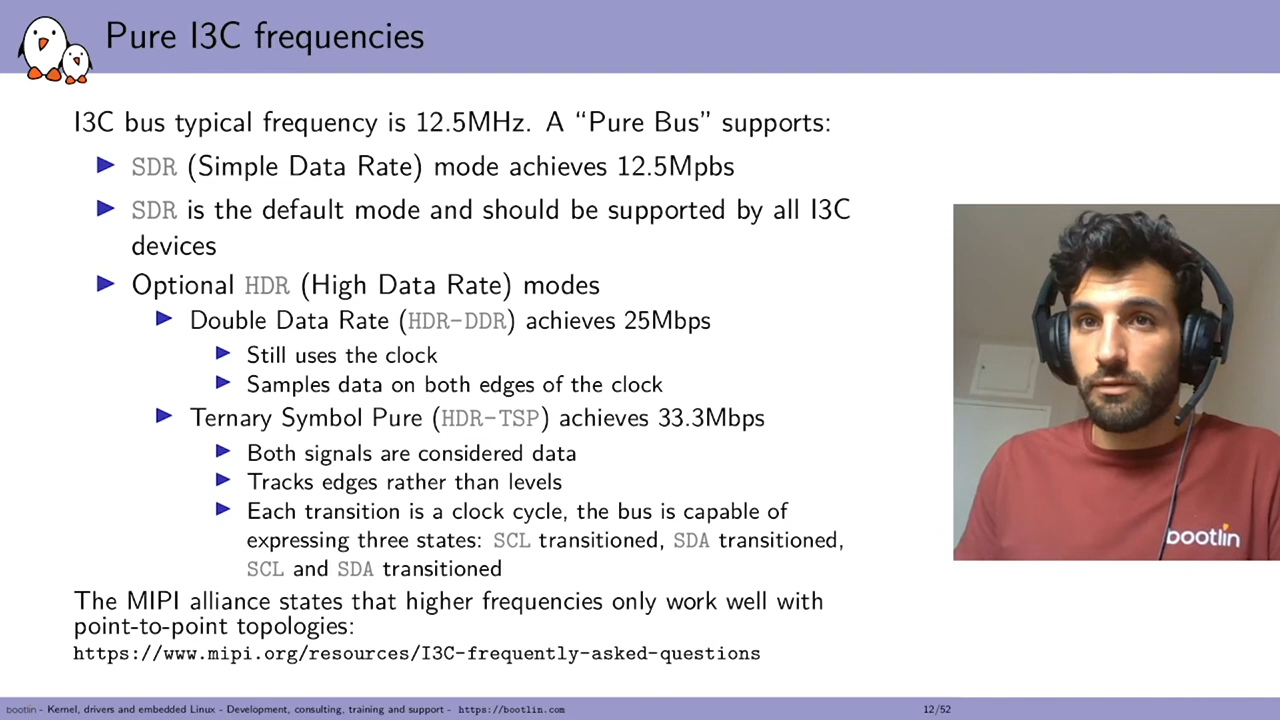 Pure I3C frequencies
I3C bus typical frequency is 12.5MHz. A “Pure Bus” supports:
SDR (Simple Data Rate) mode achieves 12.5Mpbs
SDR is the default mode and should be supported by all I3C
devices
Optional HDR (High Data Rate) modes
Double Data Rate (HDR-DDR) achieves 25Mbps
Still uses the clock
Samples data on both edges of the clock
Ternary Symbol Pure (HDR-TSP) achieves 33.3Mbps
Both signals are considered data
Tracks edges rather than levels
Each transition is a clock cycle, the bus is capable of
expressing three states: SCL transitioned, SDA transitioned,
SCL and SDA transitioned
The MIPI alliance states that higher frequencies only work well with
point-to-point topologies:
https://www.mipi.org/resources/I3C-frequently-asked-questions
bootlin
bootlin - Kernel, drivers and embedded Linux - Development, consulting, training and support - https://bootlin.com
12/52